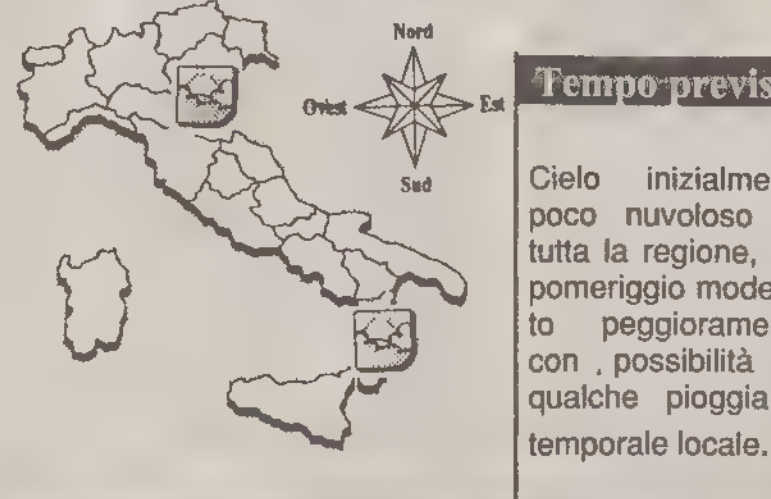 Nord
Ovest
Est
Sud
Tempo previs
Cielo inizialme
poco nuvoloso
tutta la regione,
pomeriggio mode
to peggiorame
con . possibilità
qualche pioggia
temporale locale.